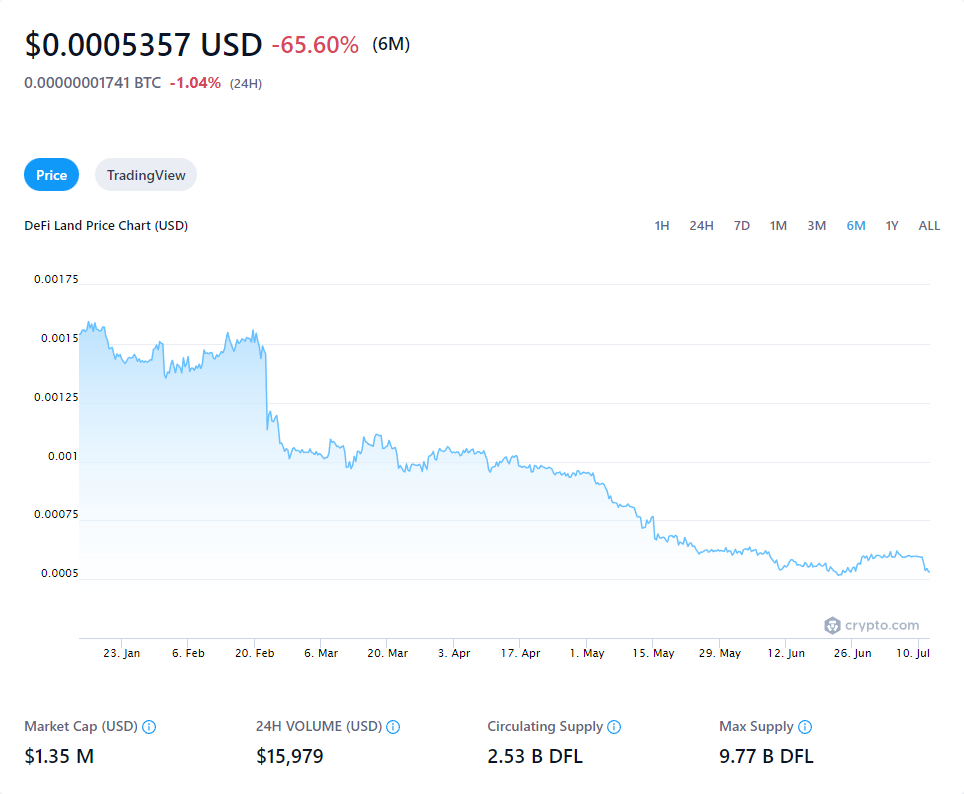 $0.0005357 USD -65.60% (6M)
0.00000001741 BTC -1.04% (24H)
Price TradingView
DeFi Land Price Chart (USD) 1H 24H 7D 1M 3M 6M 1Y ALL
0.00175
0.0015
0.00125
0.001
0.00075
0.0005
crypto.com
23. Jan 6. Feb 20. Feb 6. Mar 20. Mar 3. Apr 17. Apr 1. May 15. May 29. May 12. Jun 26. Jun 10. Jul
Market Cap (USD) 24H VOLUME (USD) Circulating Supply Max Supply
$1.35 M $15,979 2.53 B DFL 9.77 B DFL